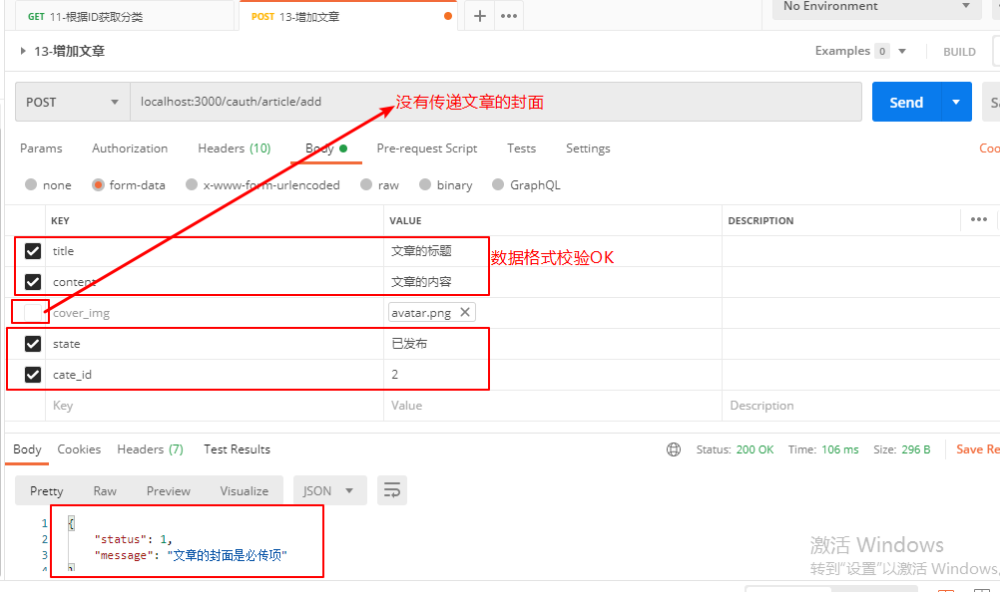 GET 11-根据ID获取分类
POST 13-增加文章
No Environment
13-增加文章
Examples 0
BUILD
POST
localhost:3000/cauth/article/add
没有传递文章的封面
Send
Params
Authorization
Headers (10)
Body
Pre-request Script
Tests
Settings
none
form-data
x-www-form-urlencoded
raw
binary
GraphQL
KEY
VALUE
DESCRIPTION
title
文章的标题
数据格式校验OK
content
文章的内容
cover_img
avatar.png
state
已发布
cate_id
2
Key
Value
Description
Body
Cookies
Headers (7)
Test Results
Status: 200 OK
Time: 106 ms
Size: 296 B
Save Re
Pretty
Raw
Preview
Visualize
JSON
1 {
2 "status": 1,
3 "message": "文章的封面是必传项"
4 }
激活 Windows
转到"设置"以激活 Windows。